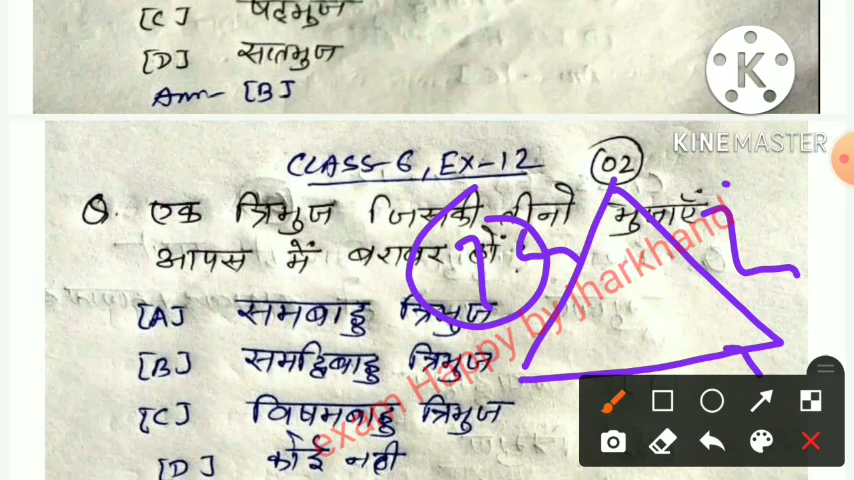 [C] षटभुज
[D] सातभुज
Ans- [B]
K
KINEMASTER
CLASS-6, EX-12 02
Q. एक त्रिभुज जिसकी तीनो भुजाएँ
आपस में बराबर हों :
[A] समबाहु त्रिभुज
[B] समद्विबाहु त्रिभुज
[C] विषमबाहु त्रिभुज
[D] कोई नही
exam Happy by jharkhand